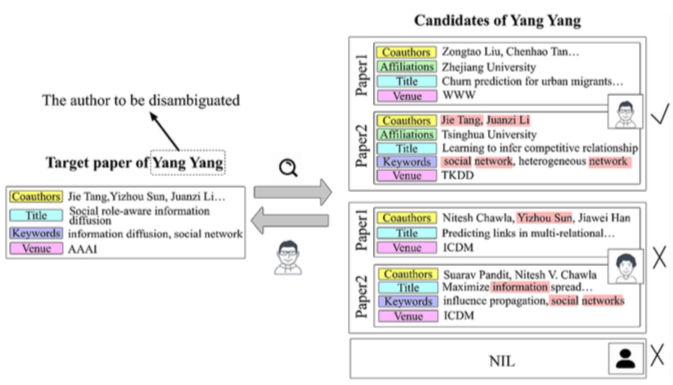 Candidates of Yang Yang
Paper1
Coauthors Zongtao Liu, Chenhao Tan…
Affiliations Zhejiang University
Title Churn prediction for urban migrants…
Venue WWW
Paper2
Coauthors Jie Tang, Juanzi Li
Affiliations Tsinghua University
Title Learning to infer competitive relationship
Keywords social network, heterogeneous network
Venue TKDD
The author to be disambiguated
Target paper of Yang Yang
Coauthors Jie Tang,Yizhou Sun, Juanzi Li…
Title Social role-aware information
diffusion
Keywords information diffusion, social network
Venue AAAI
Paper1
Coauthors Nitesh Chawla, Yizhou Sun, Jiawei Han
Title Predicting links in multi-relational…
Venue ICDM
Paper2
Coauthors Suarav Pandit, Nitesh V. Chawla
Title Maximize information spread…
Keywords influence propagation, social networks
Venue ICDM
NIL